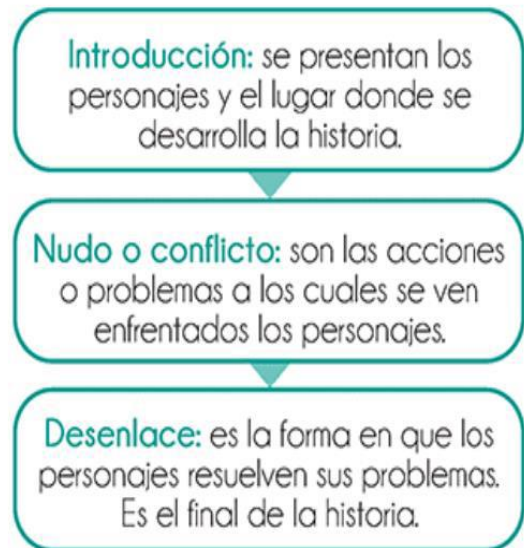 Introducción: se presentan los
personajes y el lugar donde se
desarrolla la historia.
Nudo o conflicto: son las acciones
o problemas a los cuales se ven
enfrentados los personajes.
Desenlace: es la forma en que los
personajes resuelven sus problemas.
Es el final de la historia.